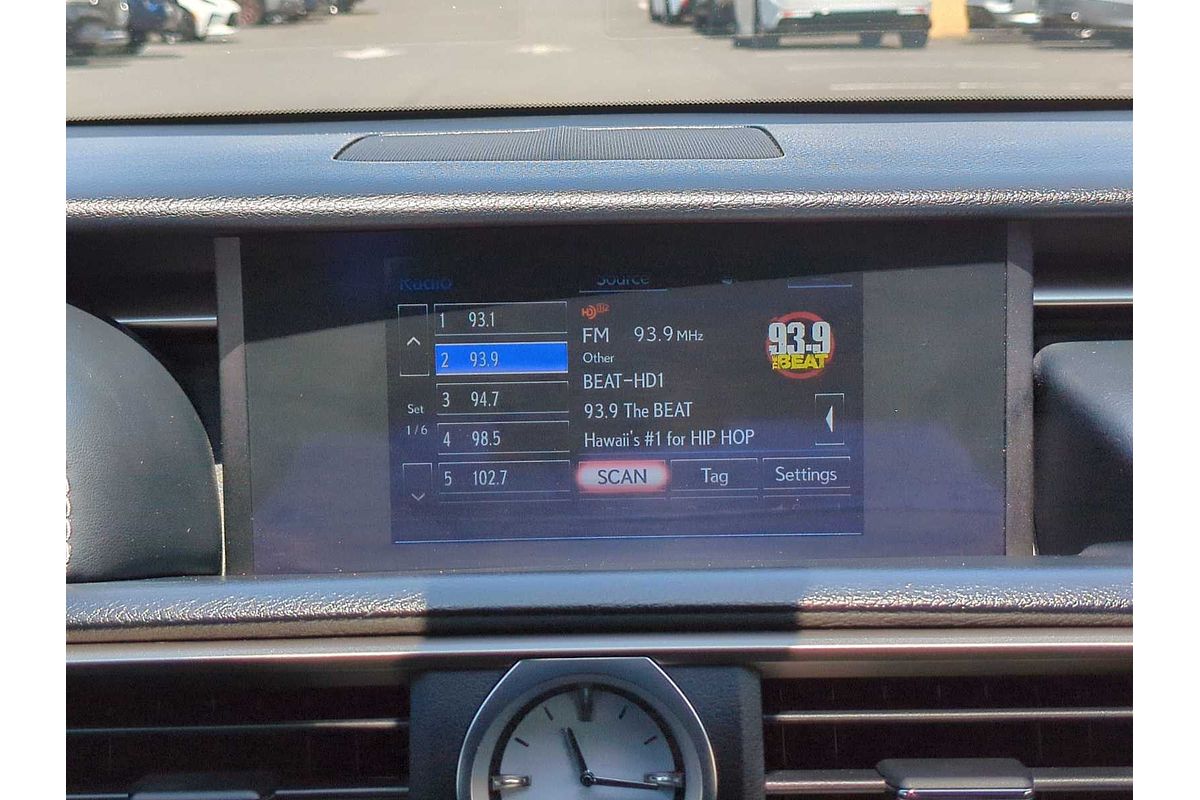 Radio
Source
1 93.1
2 93.9
3 94.7
4 98.5
5 102.7
Set
1/6
HD
FM 93.9 MHz
Other
BEAT-HD1
93.9 The BEAT
Hawaii's #1 for HIP HOP
SCAN
Tag
Settings
93.9
THE BEAT